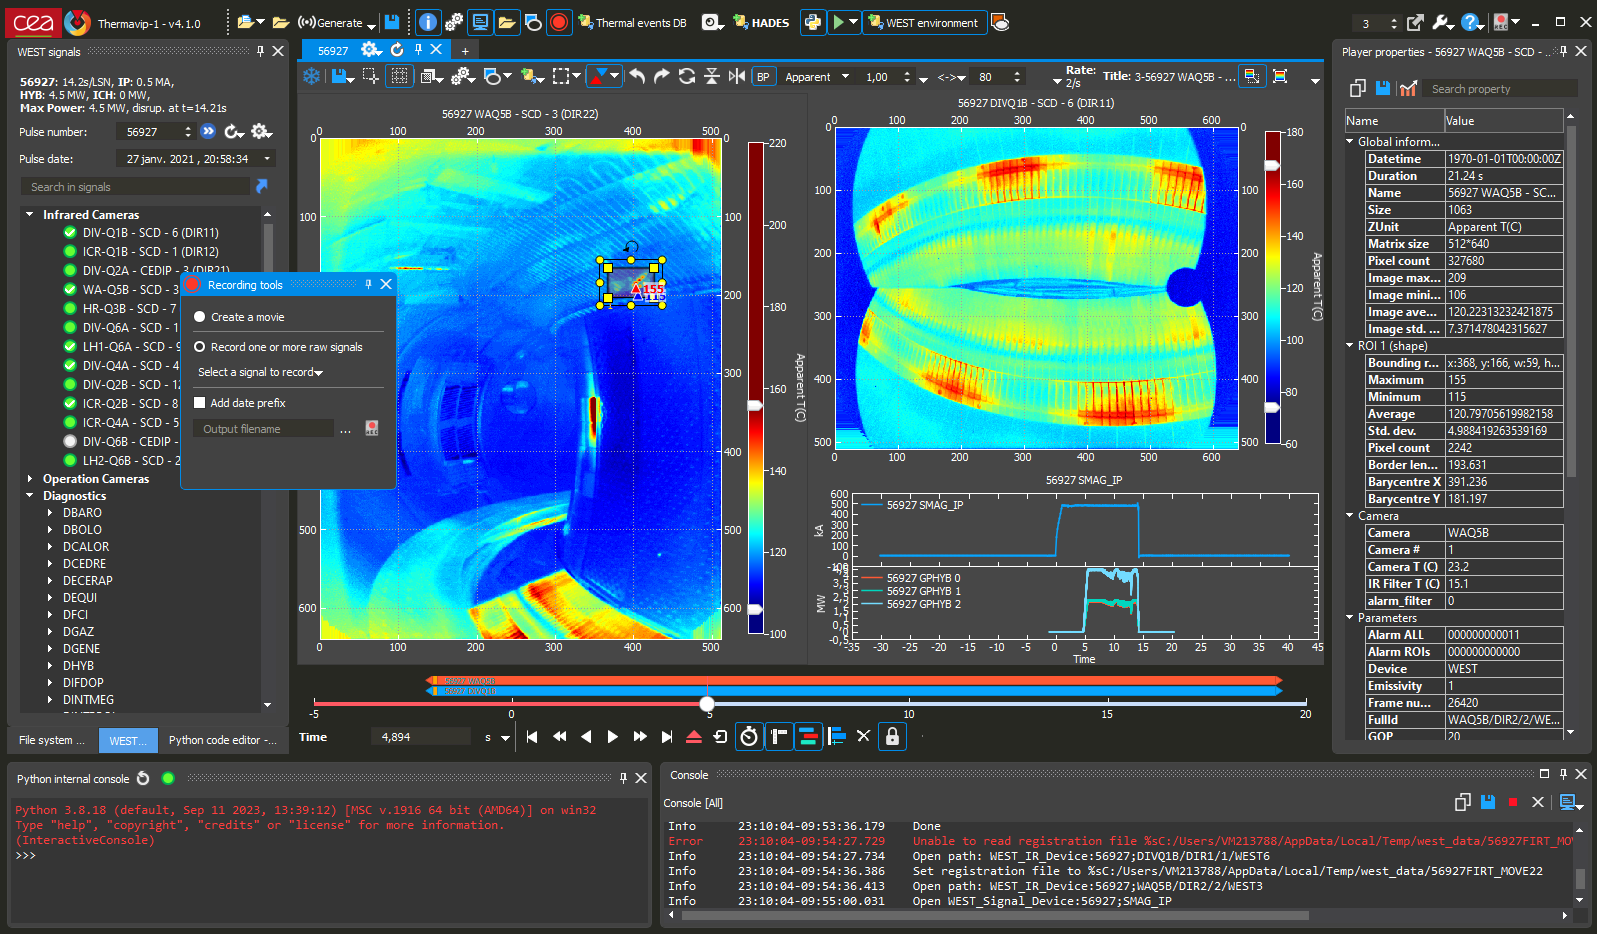 cea
Thermavip-1 - v4.1.0
Generate
Thermal events DB
HADES
WEST environment
3
WEST signals
56927: 14.2s/LSN, IP: 0.5 MA,
HYB: 4.5 MW, ICH: 0 MW,
Max Power: 4.5 MW, disrup. at t=14.21s
Pulse number:
56927
Pulse date:
27 janv. 2021 , 20:58:34
Search in signals
Infrared Cameras
DIV-Q1B - SCD - 6 (DIR11)
ICR-Q1B - SCD - 1 (DIR12)
DIV-Q2A - CEDIP - 3 (DIR21)
WA-Q5B - SCD - 3
HR-Q3B - SCD - 7
DIV-Q6A - SCD - 1
LH1-Q6A - SCD - 9
DIV-Q4A - SCD - 4
DIV-Q2B - SCD - 12
ICR-Q2B - SCD - 8
ICR-Q4A - SCD - 5
DIV-Q6B - CEDIP -
LH2-Q6B - SCD - 2
Operation Cameras
Diagnostics
DBARO
DBOLO
DCALOR
DCEDRE
DECERAP
DEQUI
DFCI
DGAZ
DGENE
DHYB
DIFDOP
DINTMEG
File system ...
WEST...
Python code editor -...
Recording tools
Create a movie
Record one or more raw signals
Select a signal to record
Add date prefix
Output filename
...
REC
56927
+
BP
Apparent
1,00
<->
80
Rate:
2/s
Title: 3-56927 WAQ5B - ...
56927 WAQ5B - SCD - 3 (DIR22)
0 100 200 300 400 510
0
100
200
300
400
500
600
155
115
0 100 200 300 400 510
220
200
180
160
140
120
100
Apparent T(C)
56927 DIVQ1B - SCD - 6 (DIR11)
0 100 200 300 400 500 640
0
100
200
300
400
500
0 100 200 300 400 500 640
180
160
140
120
100
80
60
Apparent T(C)
56927 SMAG_IP
600
500
400
300
200
100
0
-100
kA
56927 SMAG_IP
56927 GPHYB 0
56927 GPHYB 1
56927 GPHYB 2
MW
-35 -30 -25 -20 -15 -10 -5 0 5 10 15 20 25 30 35 40 45
Time
56927 WAQ5B
56927 DIVQ1B
-5 0 5 10 15 20
Time
4,894
s
Player properties - 56927 WAQ5B - SCD - ...
Search property
Name Value
Global inform...
Datetime 1970-01-01T00:00:00Z
Duration 21.24 s
Name 56927 WAQ5B - SC...
Size 1063
ZUnit Apparent T(C)
Matrix size 512*640
Pixel count 327680
Image max... 209
Image mini... 106
Image ave... 120.22313232421875
Image std. ... 7.371478042315627
ROI 1 (shape)
Bounding r... x:368, y:166, w:59, h...
Maximum 155
Minimum 115
Average 120.79705619982158
Std. dev. 4.988419263539169
Pixel count 2242
Border len... 193.631
Barycentre X 391.236
Barycentre Y 181.197
Camera
Camera WAQ5B
Camera # 1
Camera T (C) 23.2
IR Filter T (C) 15.1
alarm_filter 0
Parameters
Alarm ALL 000000000011
Alarm ROIs 000000000000
Device WEST
Emissivity 1
Frame nu... 26420
FullId WAQ5B/DIR2/2/WE...
GOP 20
Python internal console
Python 3.8.18 (default, Sep 11 2023, 13:39:12) [MSC v.1916 64 bit (AMD64)] on win32
Type "help", "copyright", "credits" or "license" for more information.
(InteractiveConsole)
>>>
Console
Console [All]
Info 23:10:04-09:53:36.179 Done
Error 23:10:04-09:54:27.729 Unable to read registration file %sC:/Users/VM213788/AppData/Local/Temp/west_data/56927FIRT_MOV
Info 23:10:04-09:54:27.734 Open path: WEST_IR_Device:56927;DIVQ1B/DIR1/1/WEST6
Info 23:10:04-09:54:36.386 Set registration file to %sC:/Users/VM213788/AppData/Local/Temp/west_data/56927FIRT_MOVE22
Info 23:10:04-09:54:36.413 Open path: WEST_IR_Device:56927;WAQ5B/DIR2/2/WEST3
Info 23:10:04-09:55:00.031 Open WEST_Signal_Device:56927;SMAG_IP